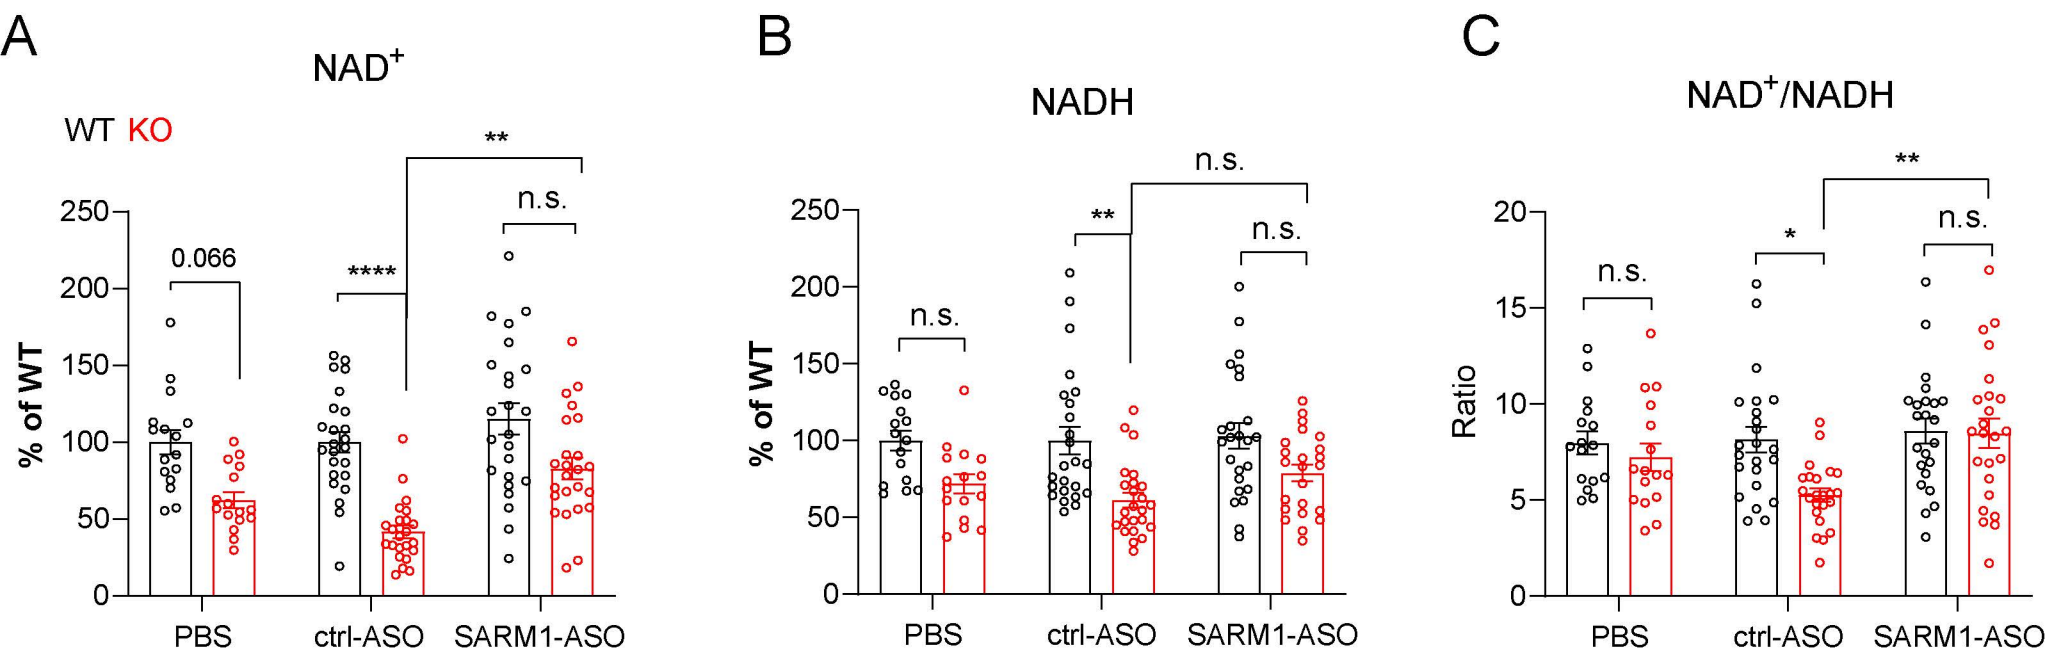 A
NAD+
WT KO
**
n.s.
0.066
****
% of WT
250
200
150
100
50
0
PBS
ctrl-ASO
SARM1-ASO
B
NADH
n.s.
**
n.s.
n.s.
% of WT
250
200
150
100
50
0
PBS
ctrl-ASO
SARM1-ASO
C
NAD+/NADH
**
n.s.
*
n.s.
Ratio
20
15
10
5
0
PBS
ctrl-ASO
SARM1-ASO